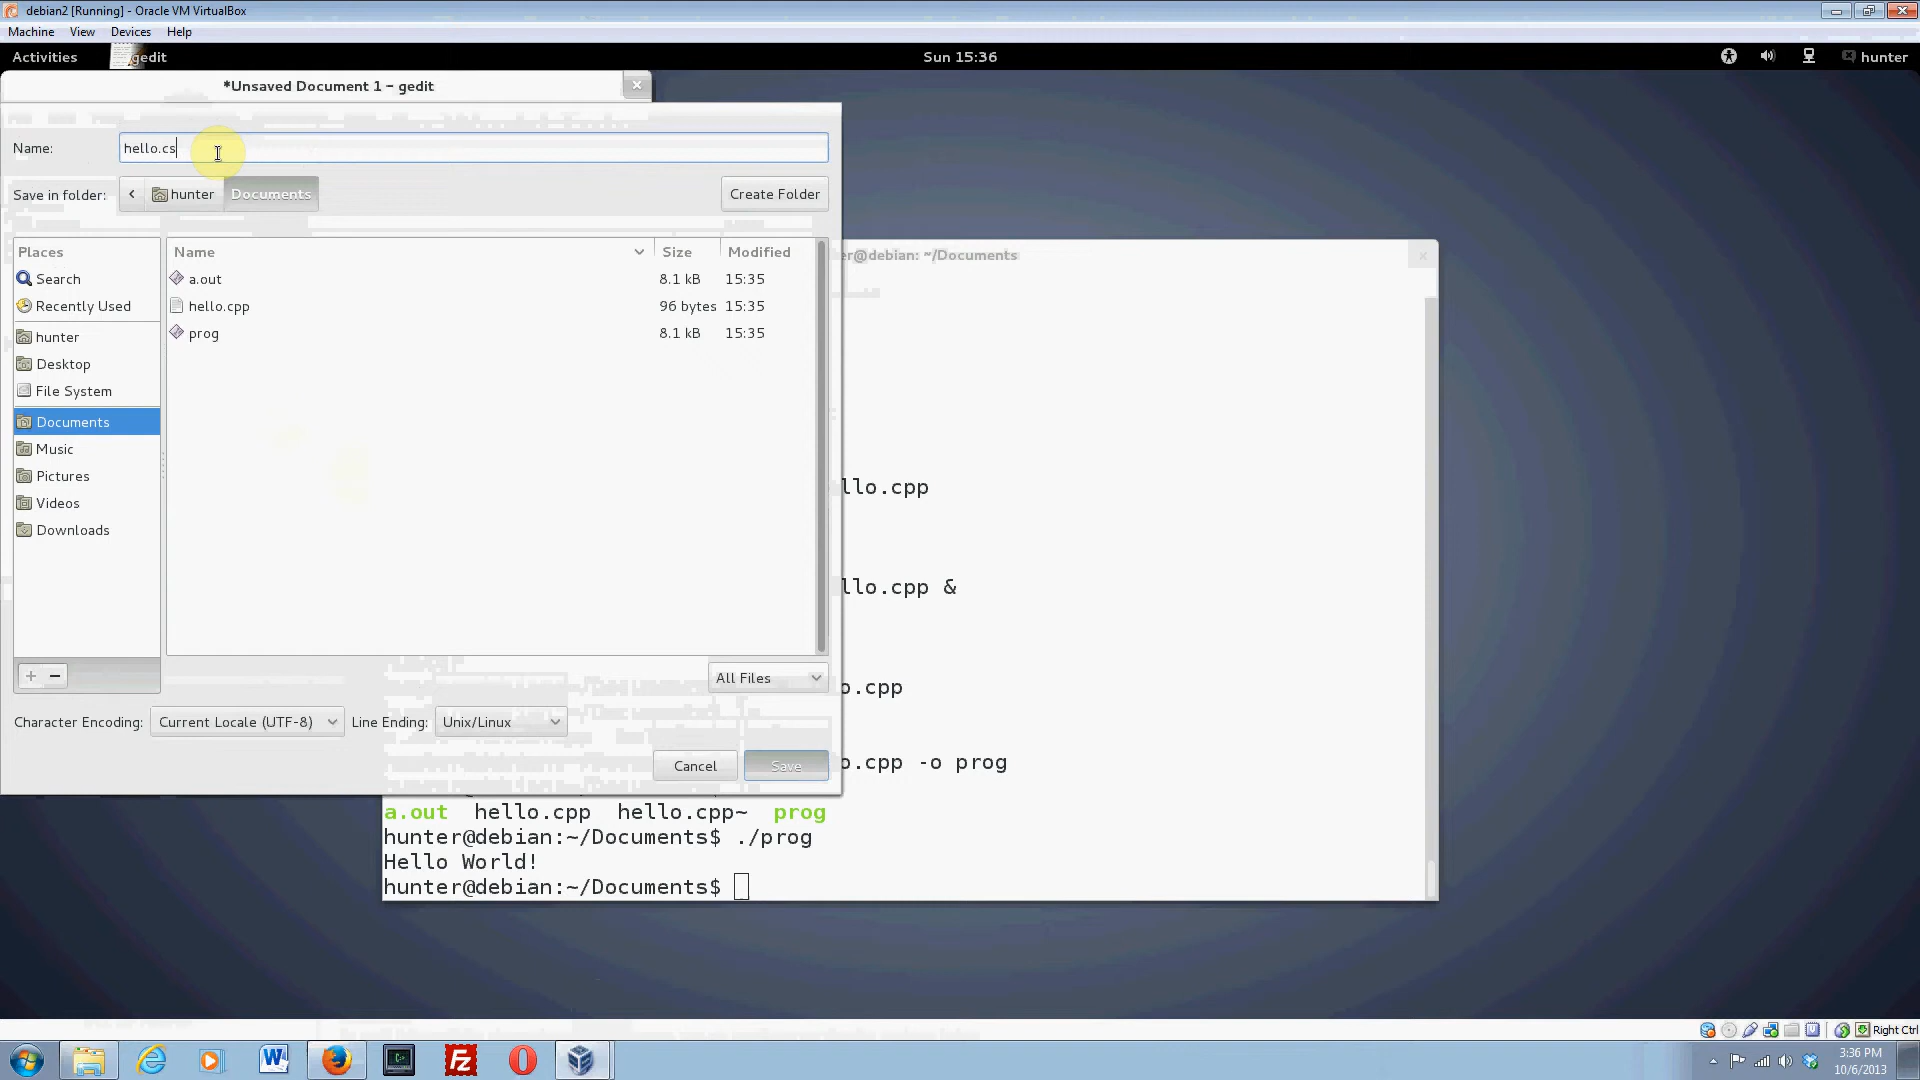 debian2 [Running] - Oracle VM VirtualBox
Machine View Devices Help
Activities gedit Sun 15:36 hunter
*Unsaved Document 1 - gedit
Name: hello.cs
Save in folder: hunter Documents Create Folder
er@debian: ~/Documents
Places Name Size Modified
Search a.out 8.1 kB 15:35
Recently Used hello.cpp 96 bytes 15:35
hunter prog 8.1 kB 15:35
Desktop
File System
Documents
Music
Pictures
Videos
Downloads
llo.cpp
llo.cpp &
All Files
o.cpp
Character Encoding: Current Locale (UTF-8) Line Ending: Unix/Linux
Cancel Save
o.cpp -o prog
a.out hello.cpp hello.cpp~ prog
hunter@debian:~/Documents$ ./prog
Hello World!
hunter@debian:~/Documents$
Right Ctrl
3:36 PM
10/6/2013